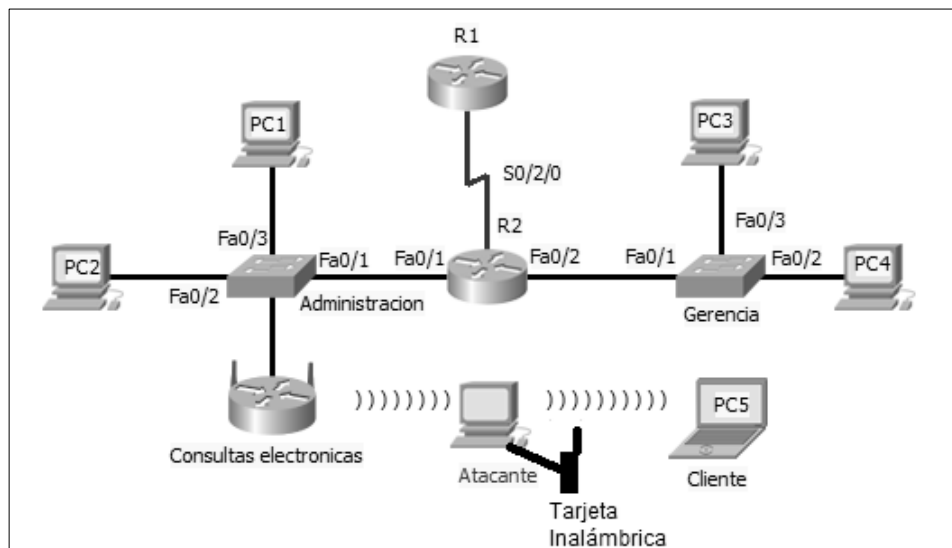 R1
PC1
PC3
S0/2/0
R2
Fa0/3
Fa0/3
PC2
Fa0/1
Fa0/1
Fa0/2
Fa0/1
Fa0/2
PC4
Fa0/2
Administracion
Gerencia
PC5
Consultas electronicas
Atacante
Cliente
Tarjeta
Inalámbrica